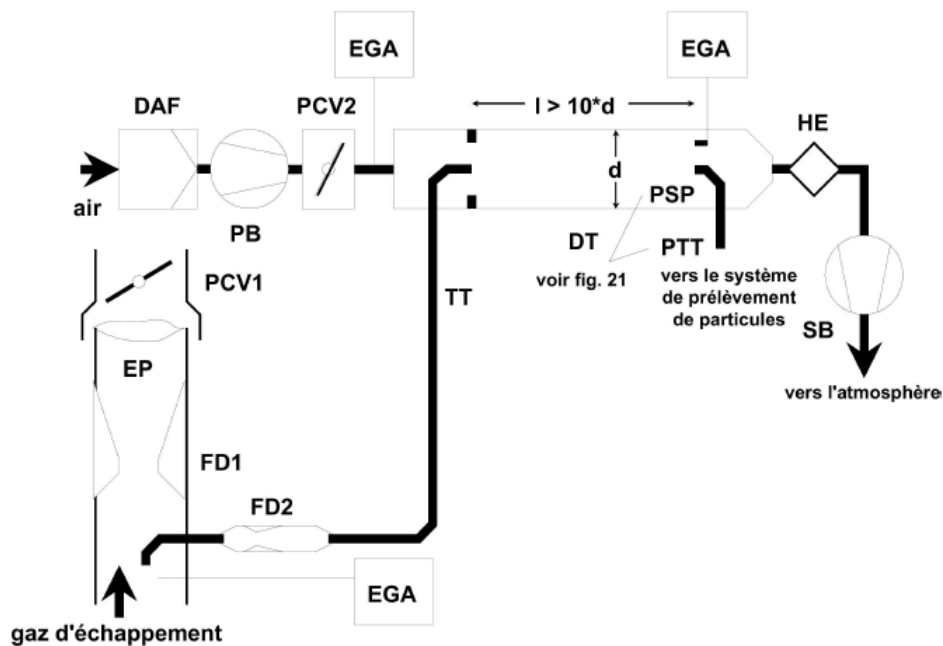 EGA
EGA
DAF
PCV2
l > 10*d
HE
air
PB
d
PSP
DT
PTT
voir fig. 21
vers le système
de prélèvement
de particules
PCV1
TT
SB
EP
vers l'atmosphère
FD1
FD2
EGA
gaz d'échappement